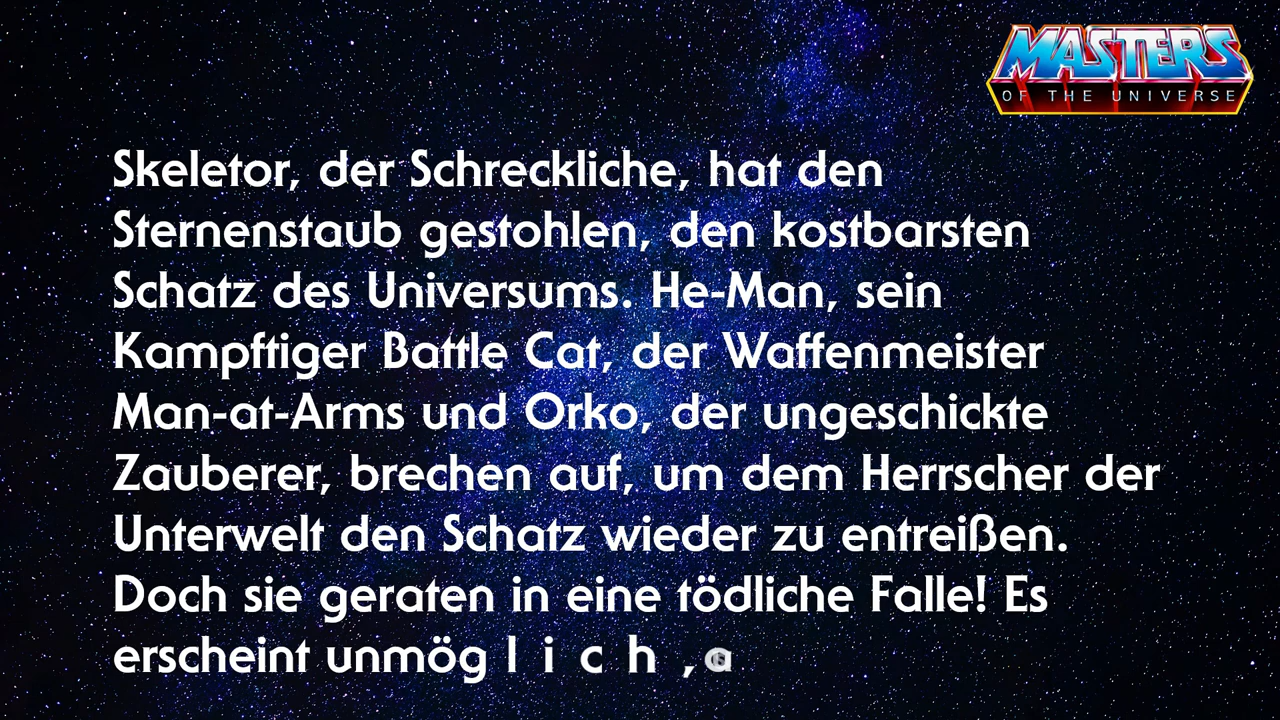 MASTERS
OF THE UNIVERSE
Skeletor, der Schreckliche, hat den
Sternenstaub gestohlen, den kostbarsten
Schatz des Universums. He-Man, sein
Kampftiger Battle Cat, der Waffenmeister
Man-at-Arms und Orko, der ungeschickte
Zauberer, brechen auf, um dem Herrscher der
Unterwelt den Schatz wieder zu entreißen.
Doch sie geraten in eine tödliche Falle! Es
erscheint unmöglich,